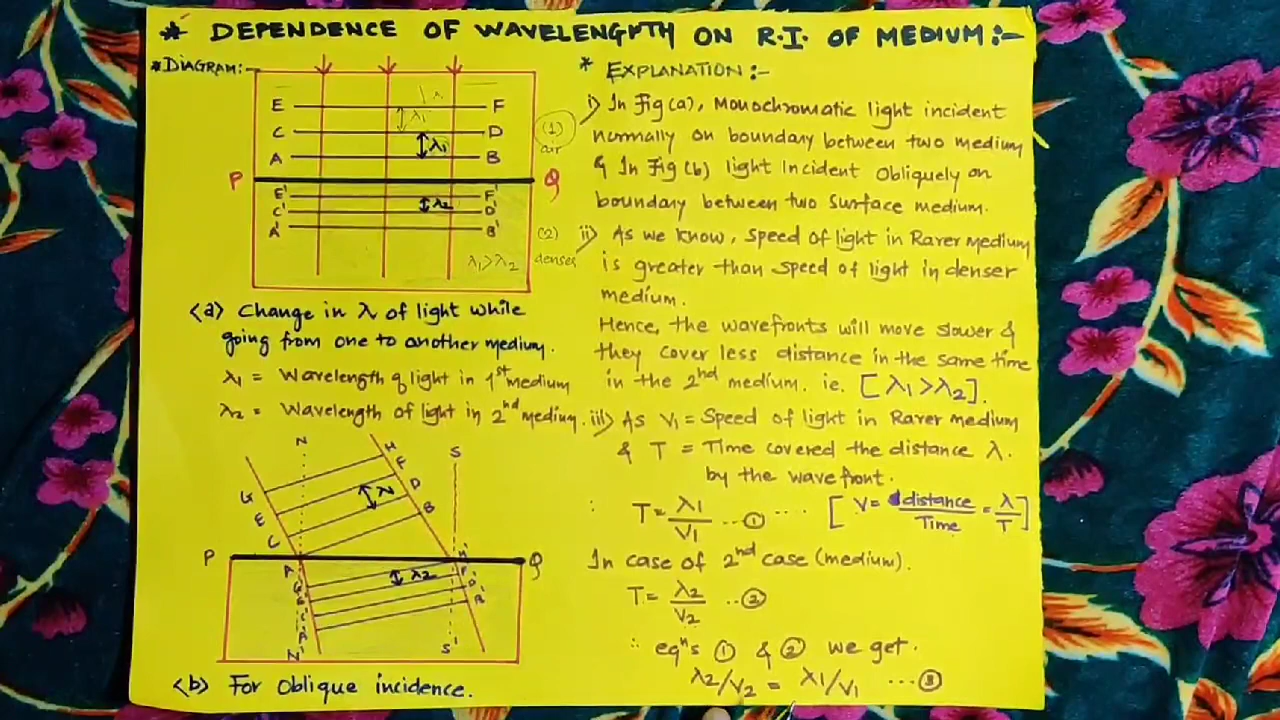 * DEPENDENCE OF WAVELENGTH ON R.I. OF MEDIUM:-
* DIAGRAM:-
E F
λ1
C D
λ1
A B
(1)
air
P Q
E' F'
λ2
C' D'
A' B'
(2)
denser
λ1>λ2
(a) Change in λ of light while
going from one to another medium.
λ1 = Wavelength of light in 1st medium
λ2 = Wavelength of light in 2nd medium.
N
H
S
F
G
λ1
D
E
B
C
P
A
H'
Q
G'
λ2
F'
E'
D'
C'
B'
A'
N'
S'
(b) For Oblique incidence.
* EXPLANATION:-
i) In Fig(a), Monochromatic light incident
normally on boundary between two medium
& In Fig(b) light Incident Obliquely on
boundary between two Surface medium.
ii) As we know, Speed of light in Rarer medium
is greater than Speed of light in denser
medium.
Hence, the wavefronts will move slower &
they cover less distance in the same time
in the 2nd medium. ie. [λ1>λ2].
iii) As V1 = Speed of light in Rarer medium
& T = Time covered the distance λ.
by the wavefront.
∴ T = λ1/V1 ...① .... [V = distance/Time = λ/T]
In case of 2nd case (medium).
T = λ2/V2 ..②
∴ eqns ① & ② we get.
λ2/V2 = λ1/V1 ...③